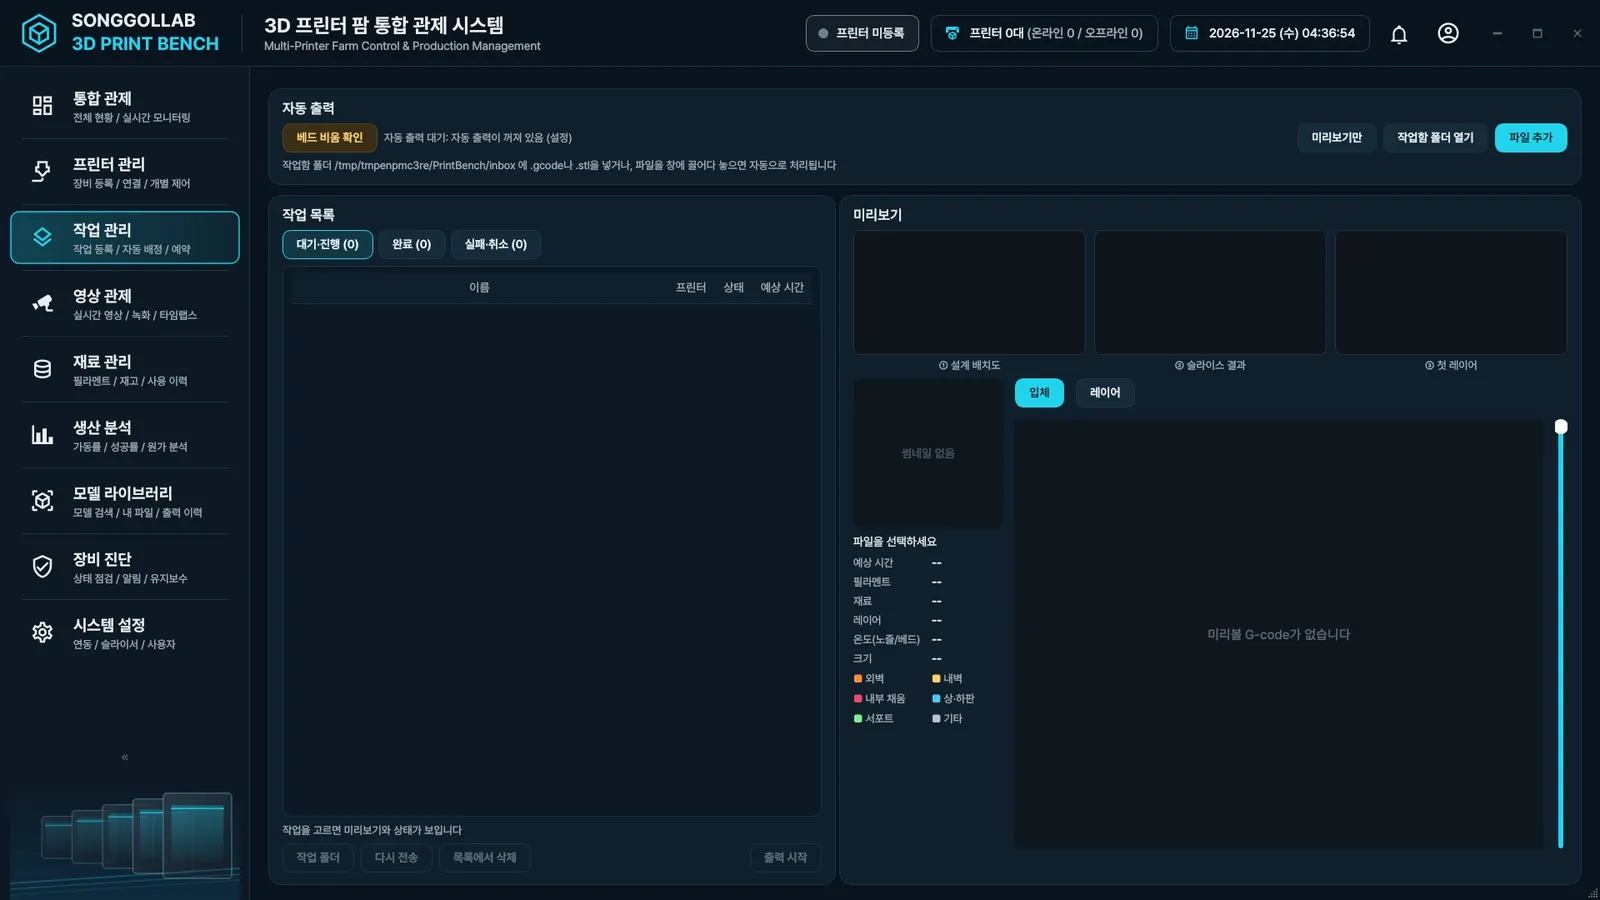 SONGGOLLAB
3D PRINT BENCH
3D 프린터 팜 통합 관제 시스템
Multi-Printer Farm Control & Production Management
프린터 미등록
프린터 0대 (온라인 0 / 오프라인 0)
2026-11-25 (수) 04:36:54
통합 관제
전체 현황 / 실시간 모니터링
프린터 관리
장비 등록 / 연결 / 개별 제어
작업 관리
작업 등록 / 자동 배정 / 예약
영상 관제
실시간 영상 / 녹화 / 타임랩스
재료 관리
필라멘트 / 재고 / 사용 이력
생산 분석
가동률 / 성공률 / 원가 분석
모델 라이브러리
모델 검색 / 내 파일 / 출력 이력
장비 진단
상태 점검 / 알림 / 유지보수
시스템 설정
연동 / 슬라이서 / 사용자
«
자동 출력
베드 비움 확인
자동 출력 대기: 자동 출력이 꺼져 있음 (설정)
미리보기만
작업함 폴더 열기
파일 추가
작업함 폴더 /tmp/tmpenpmc3re/PrintBench/inbox 에 .gcode나 .stl을 넣거나, 파일을 창에 끌어다 놓으면 자동으로 처리됩니다
작업 목록
대기·진행 (0)
완료 (0)
실패·취소 (0)
이름
프린터
상태
예상 시간
작업을 고르면 미리보기와 상태가 보입니다
작업 폴더
다시 전송
목록에서 삭제
출력 시작
미리보기
① 설계 배치도
② 슬라이스 결과
③ 첫 레이어
썸네일 없음
입체
레이어
파일을 선택하세요
예상 시간 --
필라멘트 --
재료 --
레이어 --
온도(노즐/베드) --
크기 --
외벽
내벽
내부 채움
상·하판
서포트
기타
미리볼 G-code가 없습니다